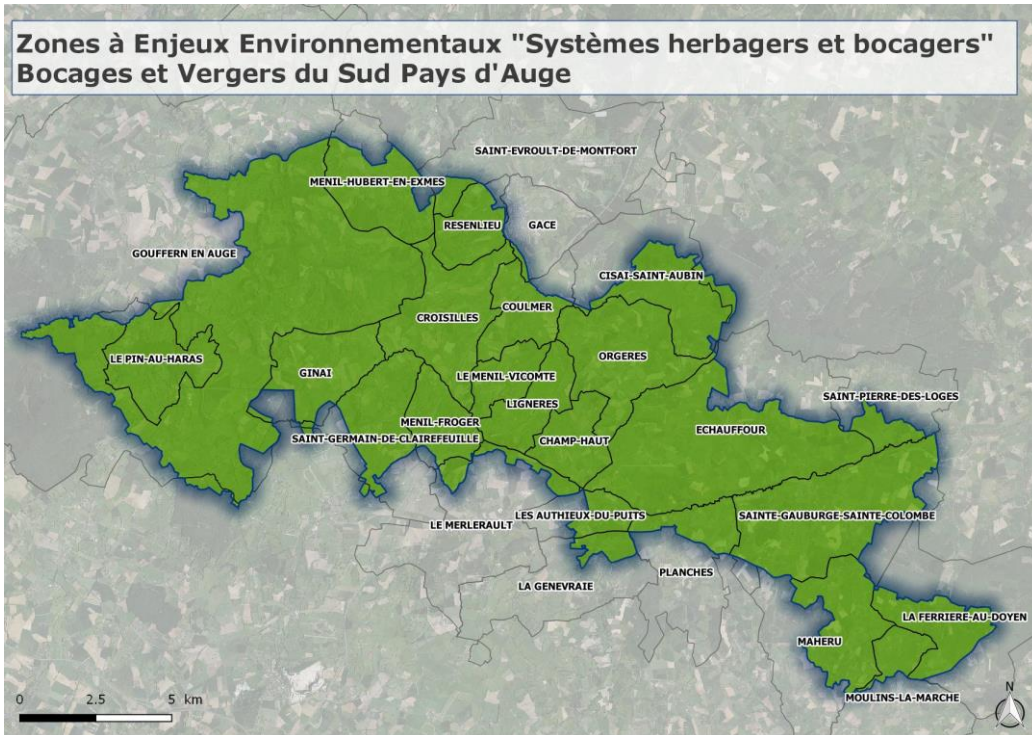 Zones à Enjeux Environnementaux "Systèmes herbagers et bocagers"
Bocages et Vergers du Sud Pays d'Auge
SAINT-EVROULT-DE-MONTFORT
MENIL-HUBERT-EN-EXMES
RESENLIEU
GACE
GOUFFERN EN AUGE
CISAI-SAINT-AUBIN
COULMER
CROISILLES
ORGERES
LE PIN-AU-HARAS
GINAI
LE MENIL-VICOMTE
SAINT-PIERRE-DES-LOGES
LIGNERES
MENIL-FROGER
ECHAUFFOUR
SAINT-GERMAIN-DE-CLAIREFEUILLE
CHAMP-HAUT
LES AUTHIEUX-DU-PUITS
SAINTE-GAUBURGE-SAINTE-COLOMBE
LE MERLERAULT
PLANCHES
LA GENEVRAIE
LA FERRIERE-AU-DOYEN
MAHERU
MOULINS-LA-MARCHE
0 2.5 5 km
N